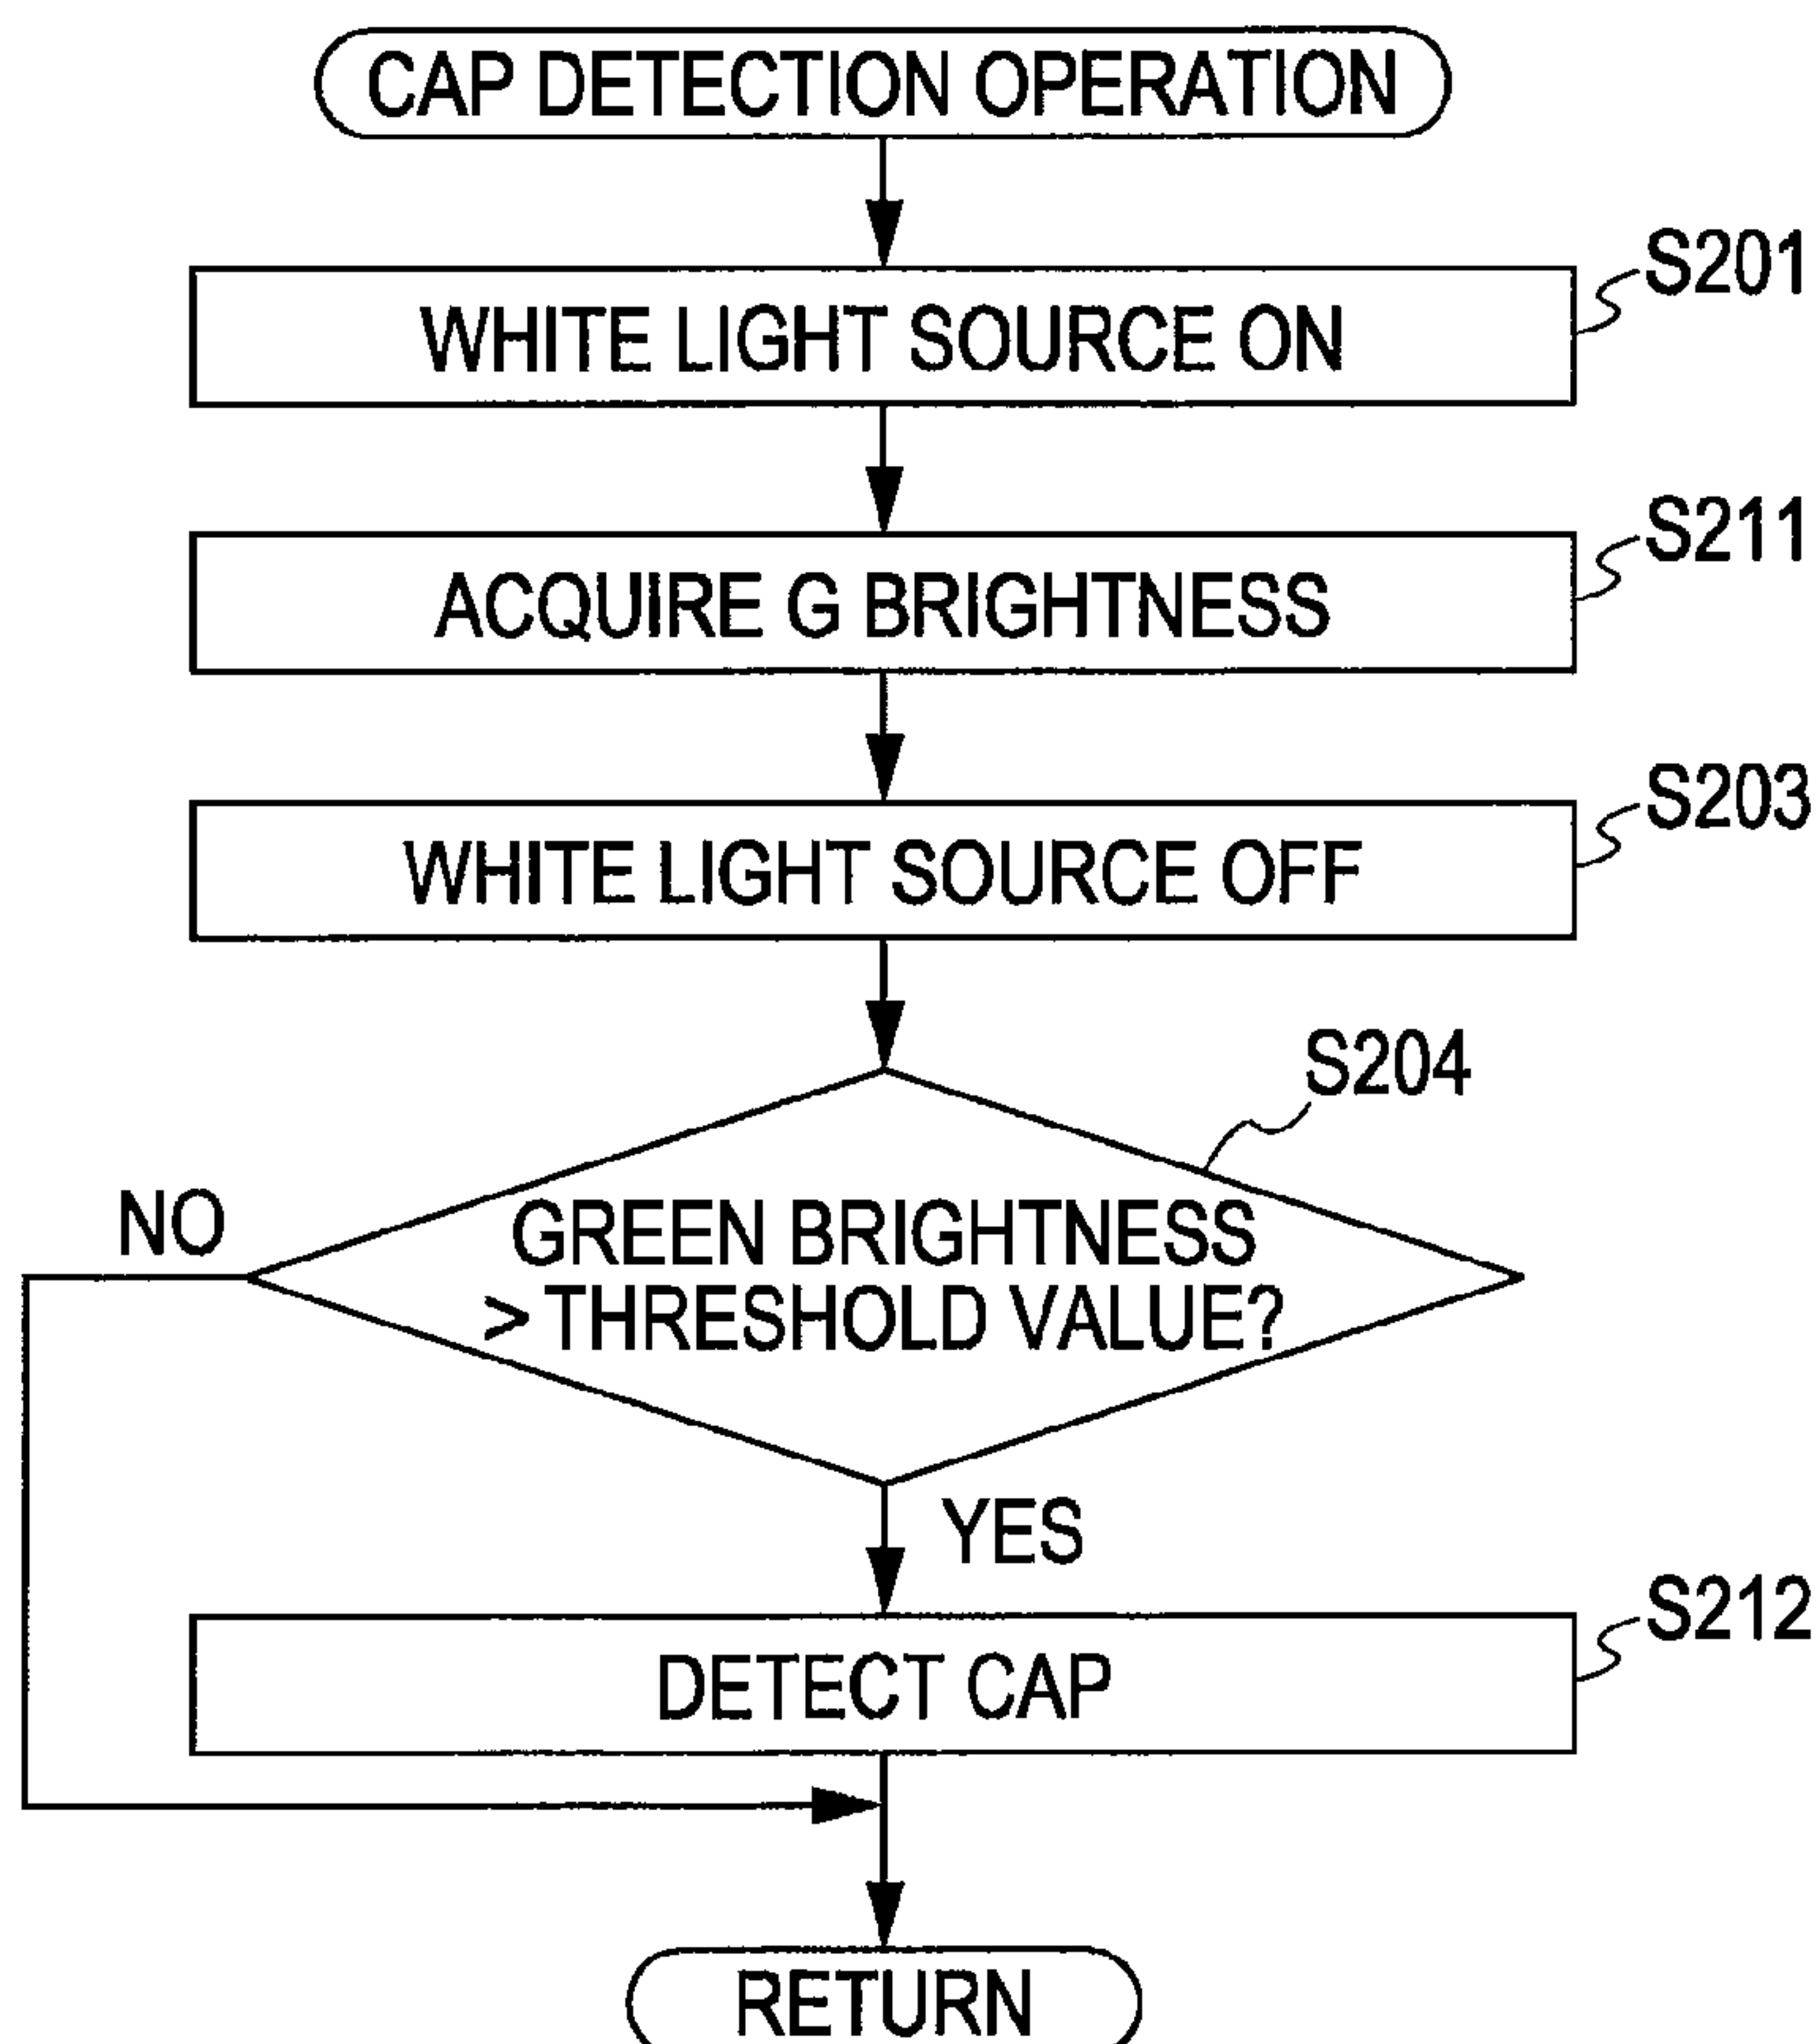 CAP DETECTION OPERATION
S201
WHITE LIGHT SOURCE ON
S211
ACQUIRE G BRIGHTNESS
S203
WHITE LIGHT SOURCE OFF
S204
NO
GREEN BRIGHTNESS
> THRESHOLD VALUE?
YES
S212
DETECT CAP
RETURN